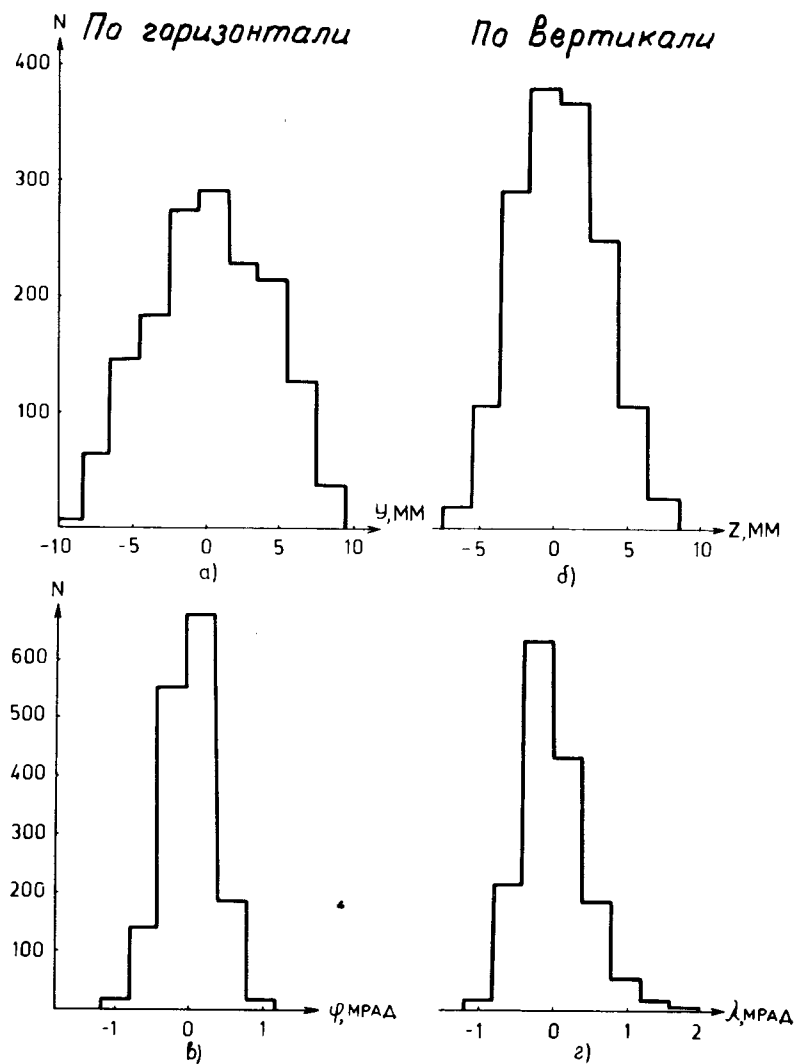 N По горизонтали По вертикали
400
300
200
100
-10 -5 0 5 10 y, мм
-5 0 5 10 z, мм
а) б)
N
600
500
400
300
200
100
-1 0 1 φ, МРАД
-1 0 1 2 λ, МРАД
в) г)